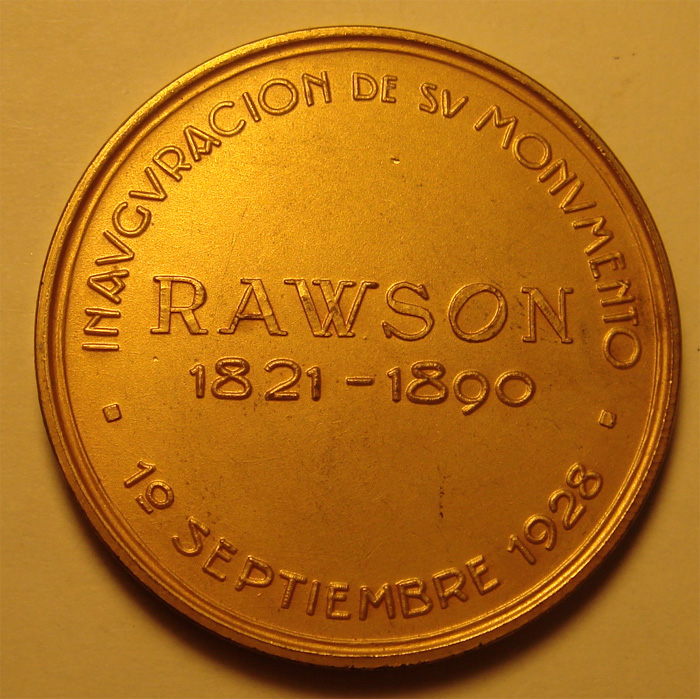 INAVGVRACION DE SV MONVMENTO
RAWSON
1821-1890
1º SEPTIEMBRE 1928